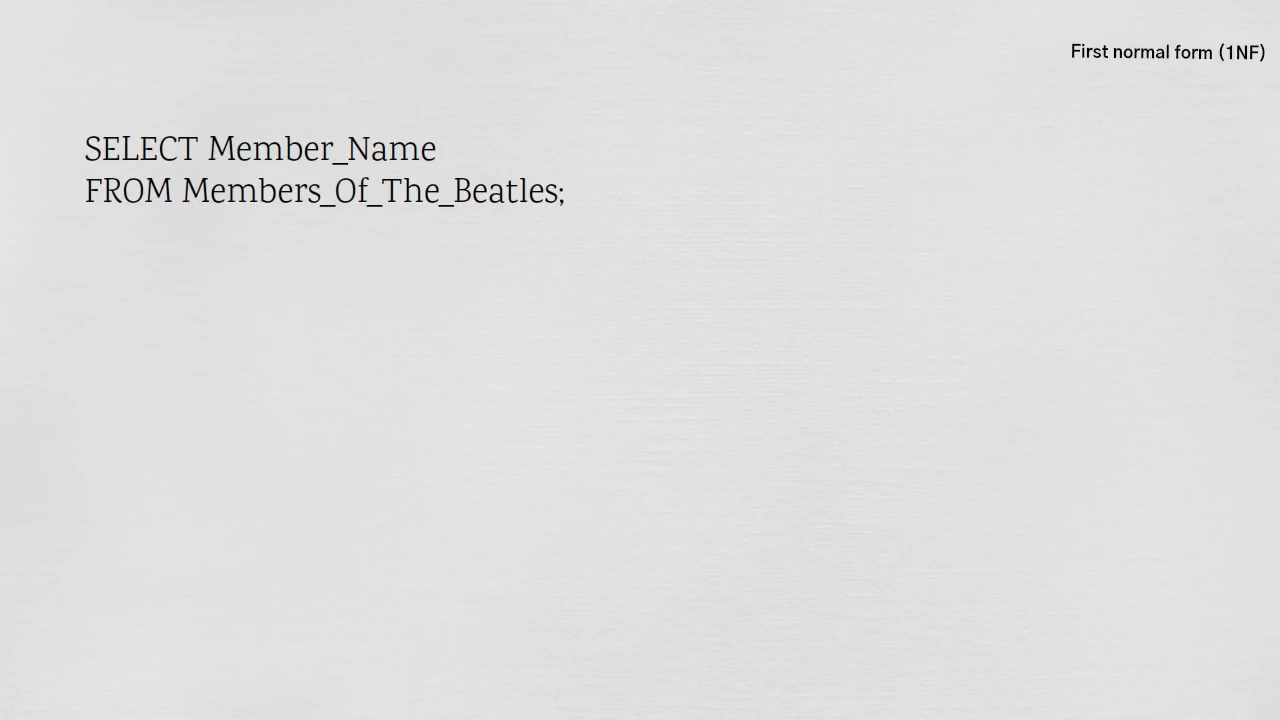 First normal form (1NF)
SELECT Member_Name
FROM Members_Of_The_Beatles;